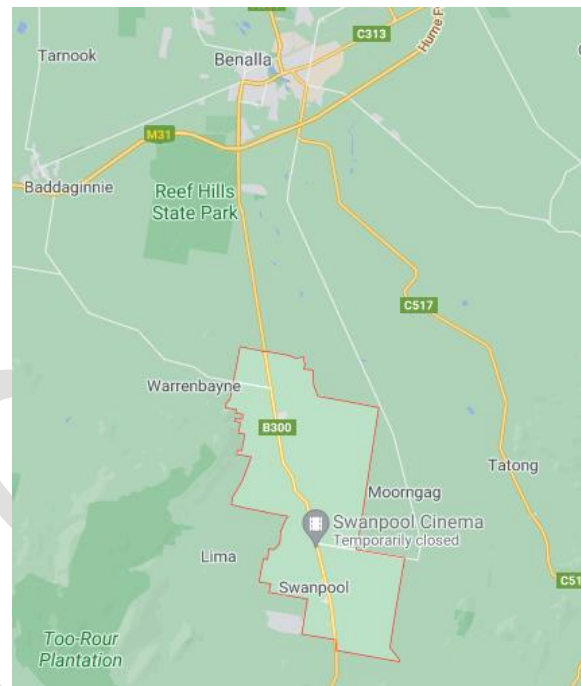 C313
Tarnook
Benalla
Hume F
M31
Baddaginnie
Reef Hills
State Park
C517
Warrenbayne
B300
Tatong
Moorngag
Swanpool Cinema
Temporarily closed
Lima
C51
Swanpool
Too-Rour
Plantation